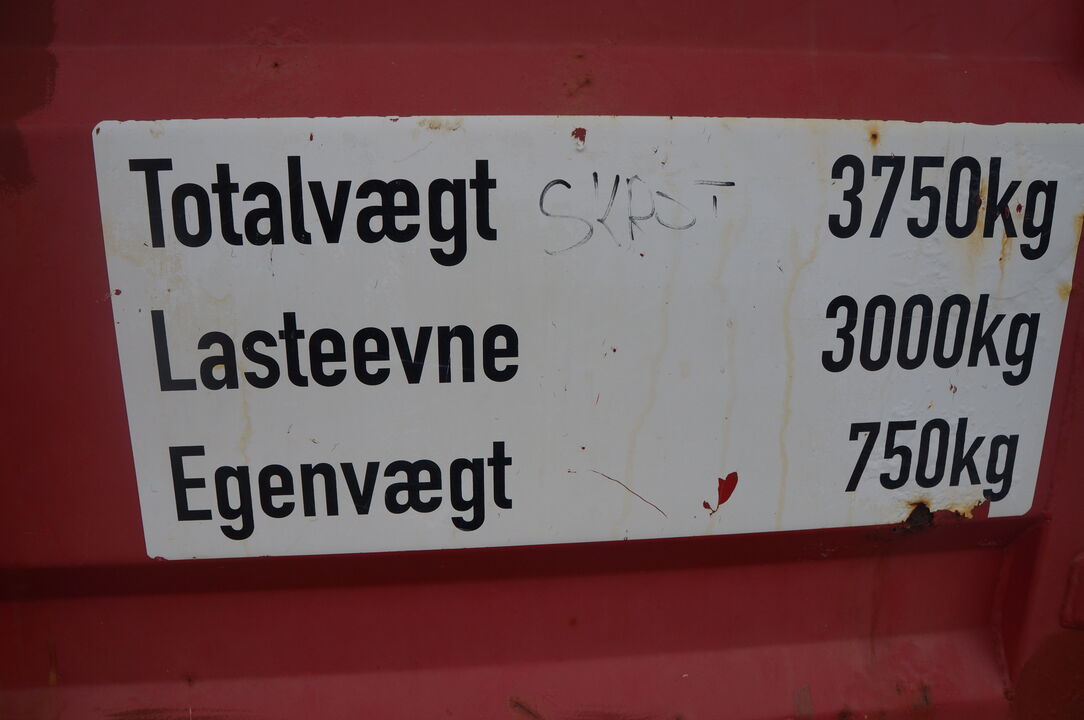 Totalvægt SKROT 3750kg
Lasteevne 3000kg
Egenvægt 750kg